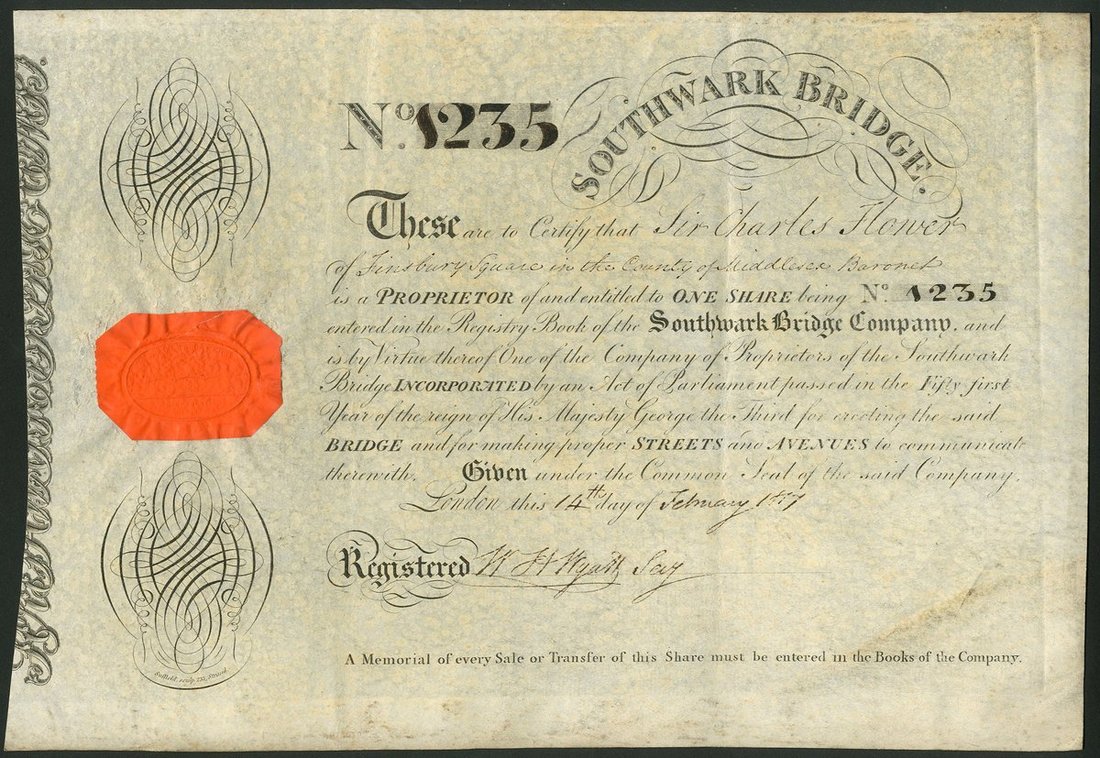 No. 1235
SOUTHWARK BRIDGE.
These are to Certify that Sir Charles Flower
of Finsbury Square in the County of Middlesex Baronet
is a PROPRIETOR of and entitled to ONE SHARE being No. 1235
entered in the Registry Book of the Southwark Bridge Company, and
is by Virtue thereof One of the Company of Proprietors of the Southwark
Bridge INCORPORATED by an Act of Parliament passed in the Fifty first
Year of the reign of His Majesty George the Third for erecting the said
BRIDGE and for making proper STREETS and AVENUES to communicate
therewith. Given under the Common Seal of the said Company.
London this 14th day of February 1817
Registered W H Wyatt Secy
A Memorial of every Sale or Transfer of this Share must be entered in the Books of the Company.